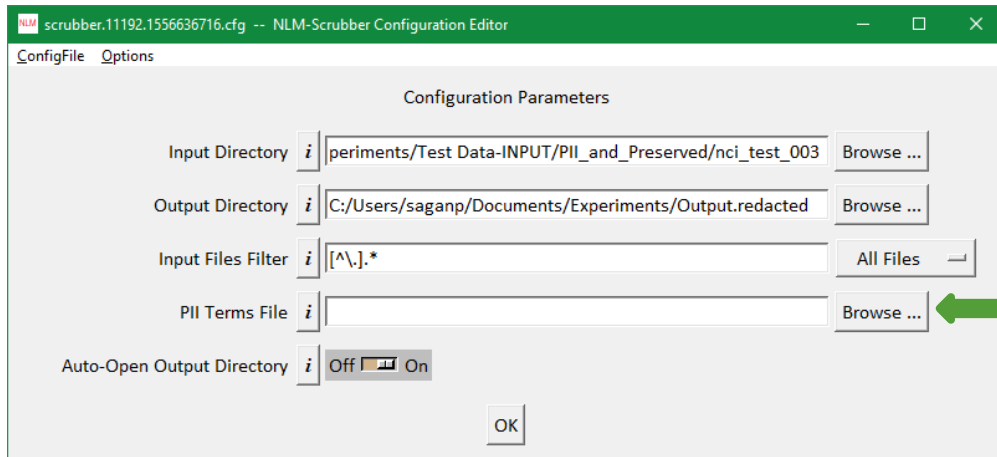 NLM scrubber.11192.1556636716.cfg -- NLM-Scrubber Configuration Editor
ConfigFile Options
Configuration Parameters
Input Directory i periments/Test Data-INPUT/PII_and_Preserved/nci_test_003 Browse ...
Output Directory i C:/Users/saganp/Documents/Experiments/Output.redacted Browse ...
Input Files Filter i [^\.].* All Files
PII Terms File i Browse ...
Auto-Open Output Directory i Off On
OK